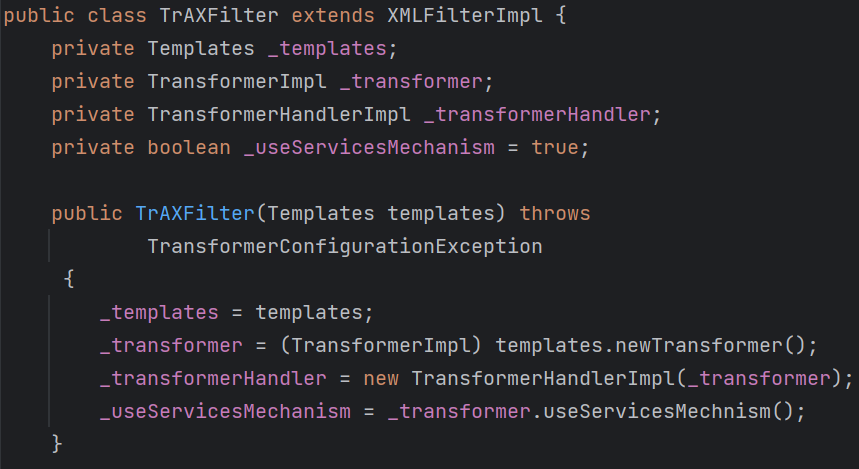 public class TrAXFilter extends XMLFilterImpl {
    private Templates _templates;
    private TransformerImpl _transformer;
    private TransformerHandlerImpl _transformerHandler;
    private boolean _useServicesMechanism = true;

    public TrAXFilter(Templates templates) throws
            TransformerConfigurationException
     {
        _templates = templates;
        _transformer = (TransformerImpl) templates.newTransformer();
        _transformerHandler = new TransformerHandlerImpl(_transformer);
        _useServicesMechanism = _transformer.useServicesMechnism();
    }